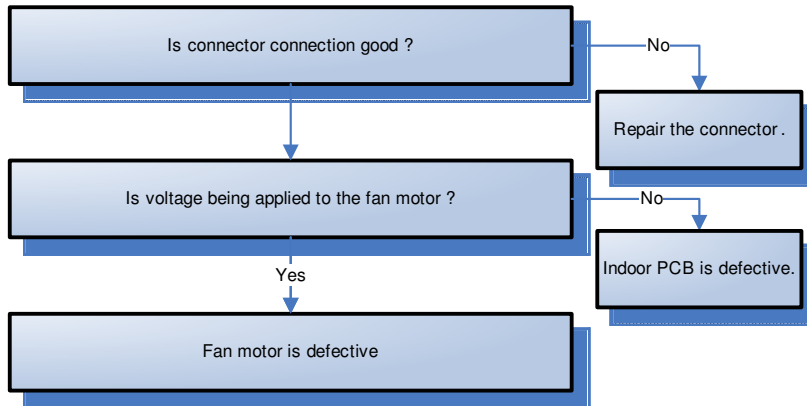 Is connector connection good ?
No
Repair the connector .
Is voltage being applied to the fan motor ?
No
Indoor PCB is defective.
Yes
Fan motor is defective